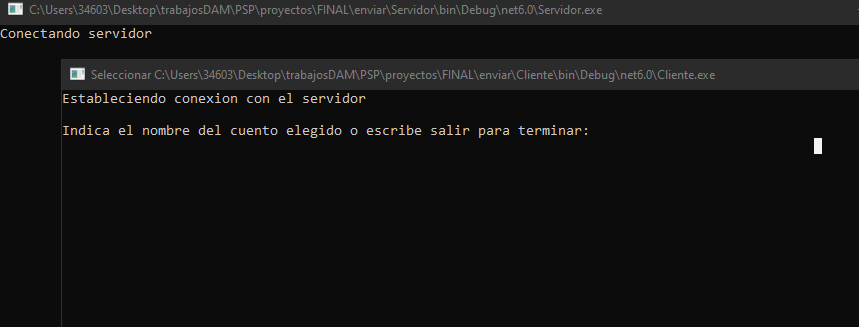 C:\Users\34603\Desktop\trabajosDAM\PSP\proyectos\FINAL\enviar\Servidor\bin\Debug\net6.0\Servidor.exe
Conectando servidor
Seleccionar C:\Users\34603\Desktop\trabajosDAM\PSP\proyectos\FINAL\enviar\Cliente\bin\Debug\net6.0\Cliente.exe
Estableciendo conexion con el servidor
Indica el nombre del cuento elegido o escribe salir para terminar: